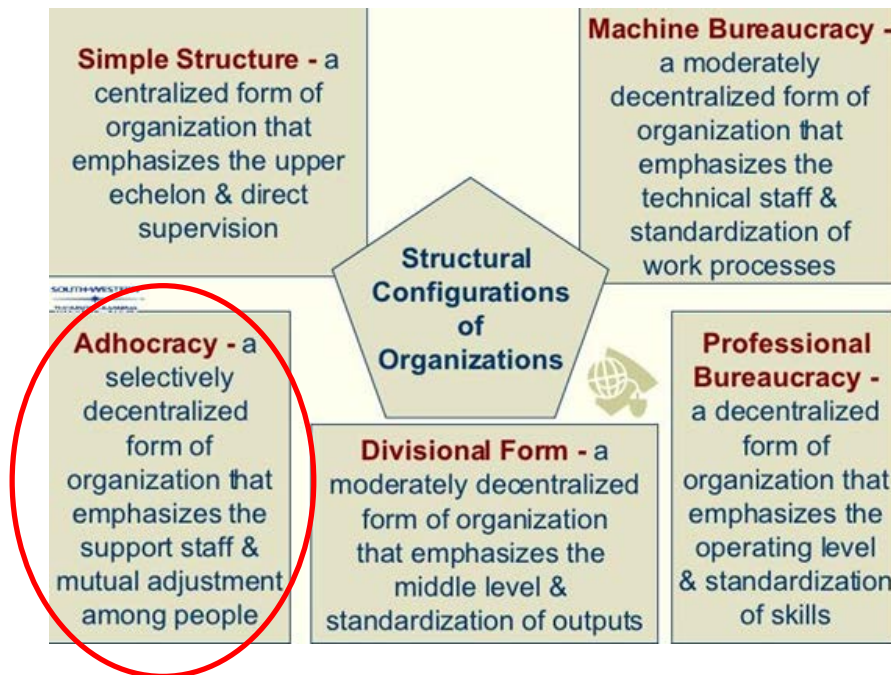 Simple Structure - a
centralized form of
organization that
emphasizes the upper
echelon & direct
supervision
Machine Bureaucracy -
a moderately
decentralized form of
organization that
emphasizes the
technical staff &
standardization of
work processes
Structural
Configurations
of
Organizations
SOUTH-WESTERN
Adhocracy - a
selectively
decentralized
form of
organization that
emphasizes the
support staff &
mutual adjustment
among people
Divisional Form - a
moderately decentralized
form of organization
that emphasizes the
middle level &
standardization of outputs
Professional
Bureaucracy -
a decentralized
form of
organization that
emphasizes the
operating level
& standardization
of skills